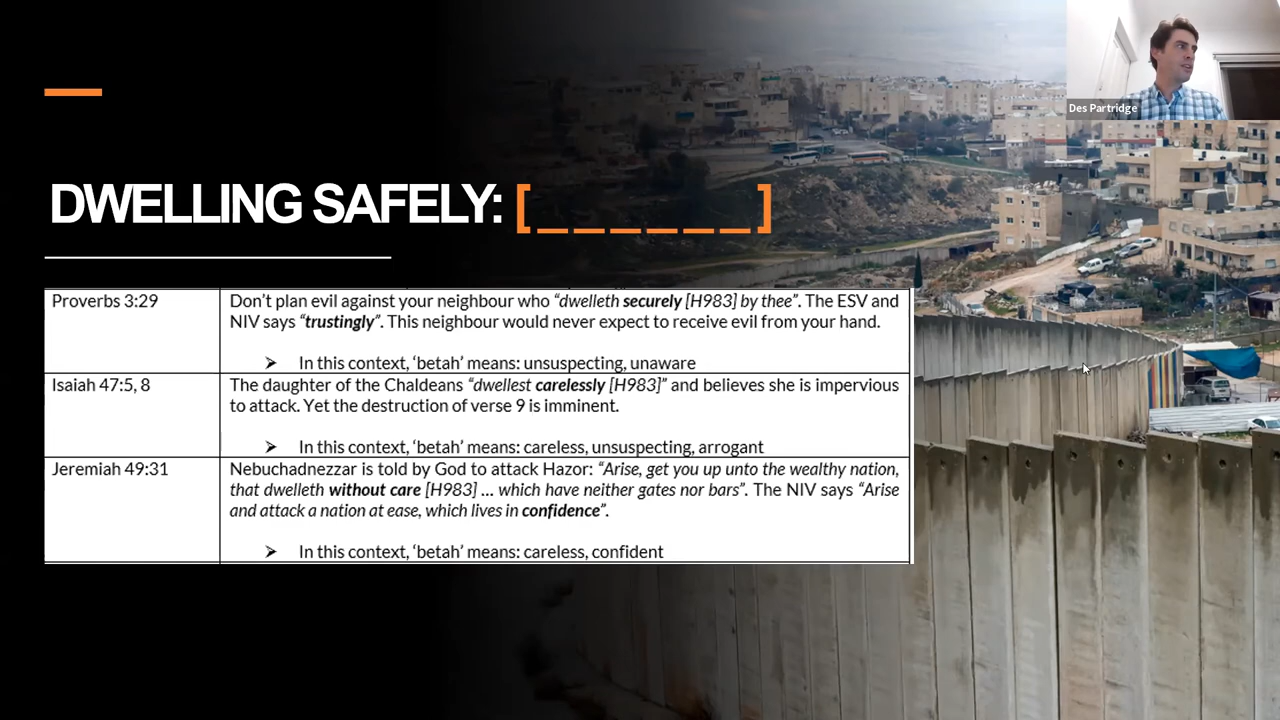 Des Partridge
DWELLING SAFELY: [______]
Proverbs 3:29
Don't plan evil against your neighbour who "dwelleth securely [H983] by thee". The ESV and
NIV says "trustingly". This neighbour would never expect to receive evil from your hand.
➤ In this context, 'betah' means: unsuspecting, unaware
Isaiah 47:5, 8
The daughter of the Chaldeans "dwellest carelessly [H983]" and believes she is impervious
to attack. Yet the destruction of verse 9 is imminent.
➤ In this context, 'betah' means: careless, unsuspecting, arrogant
Jeremiah 49:31
Nebuchadnezzar is told by God to attack Hazor: "Arise, get you up unto the wealthy nation,
that dwelleth without care [H983] ... which have neither gates nor bars". The NIV says "Arise
and attack a nation at ease, which lives in confidence".
➤ In this context, 'betah' means: careless, confident